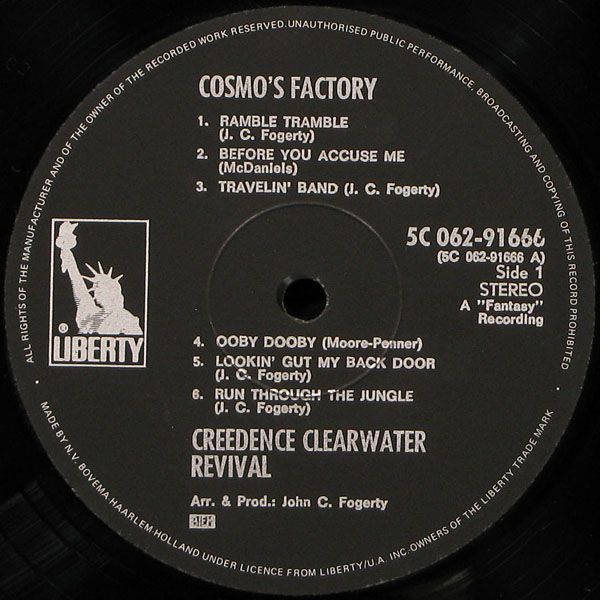 ALL RIGHTS OF THE MANUFACTURER AND OF THE OWNER OF THE RECORDED WORK RESERVED. UNAUTHORISED PUBLIC PERFORMANCE, BROADCASTING AND COPYING OF THIS RECORD PROHIBITED
COSMO'S FACTORY
1. RAMBLE TRAMBLE
(J. C. Fogerty)
2. BEFORE YOU ACCUSE ME
(McDaniels)
3. TRAVELIN' BAND (J. C. Fogerty)
5C 062-91666
(5C 062-91666 A)
Side 1
STEREO
A "Fantasy"
Recording
® LIBERTY
4. OOBY DOOBY (Moore-Penner)
5. LOOKIN' GUT MY BACK DOOR
(J. C. Fogerty)
6. RUN THROUGH THE JUNGLE
(J. C. Fogerty)
CREEDENCE CLEARWATER
REVIVAL
Arr. & Prod.: John C. Fogerty
BIEM
MADE BY N.V. BOVEMA HAARLEM-HOLLAND UNDER LICENCE FROM LIBERTY/U.A. INC. OWNERS OF THE LIBERTY TRADE MARK